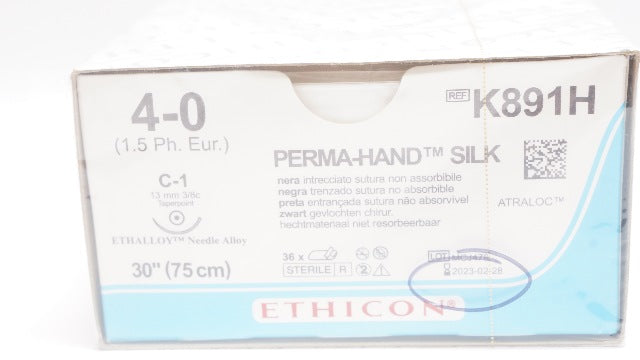 4-0
(1.5 Ph. Eur.)
REF K891H
PERMA-HAND™ SILK
C-1
13 mm 3/8c
Taperpoint
ETHALLOY™ Needle Alloy
30" (75 cm)
nera intrecciato sutura non assorbibile
negra trenzado sutura no absorbible
preta entrançada sutura não absorvível
zwart gevlochten chirur.
hechtmateriaal niet resorbeerbaar
ATRALOC™
36 x
STERILE R
LOT
2023-02-28
ETHICON